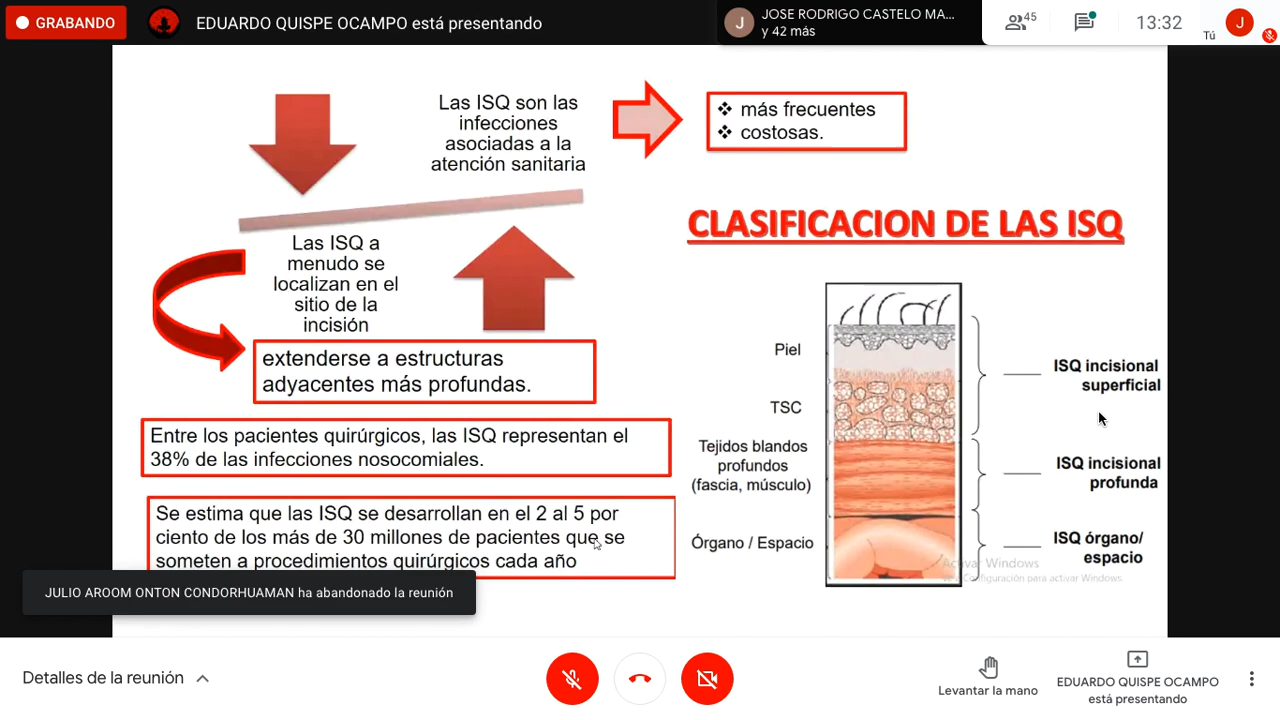 GRABANDO
EDUARDO QUISPE OCAMPO está presentando
JOSE RODRIGO CASTELO MA...
y 42 más
45
13:32
Tú
J
J
Las ISQ son las
infecciones
asociadas a la
atención sanitaria
❖ más frecuentes
❖ costosas.
Las ISQ a
menudo se
localizan en el
sitio de la
incisión
extenderse a estructuras
adyacentes más profundas.
Entre los pacientes quirúrgicos, las ISQ representan el
38% de las infecciones nosocomiales.
Se estima que las ISQ se desarrollan en el 2 al 5 por
ciento de los más de 30 millones de pacientes que se
someten a procedimientos quirúrgicos cada año
CLASIFICACION DE LAS ISQ
Piel
TSC
Tejidos blandos
profundos
(fascia, músculo)
Órgano / Espacio
ISQ incisional
superficial
ISQ incisional
profunda
ISQ órgano/
espacio
Activar Windows
Configuración para activar Windows
JULIO AROOM ONTON CONDORHUAMAN ha abandonado la reunión
Detalles de la reunión
Levantar la mano
EDUARDO QUISPE OCAMPO
está presentando